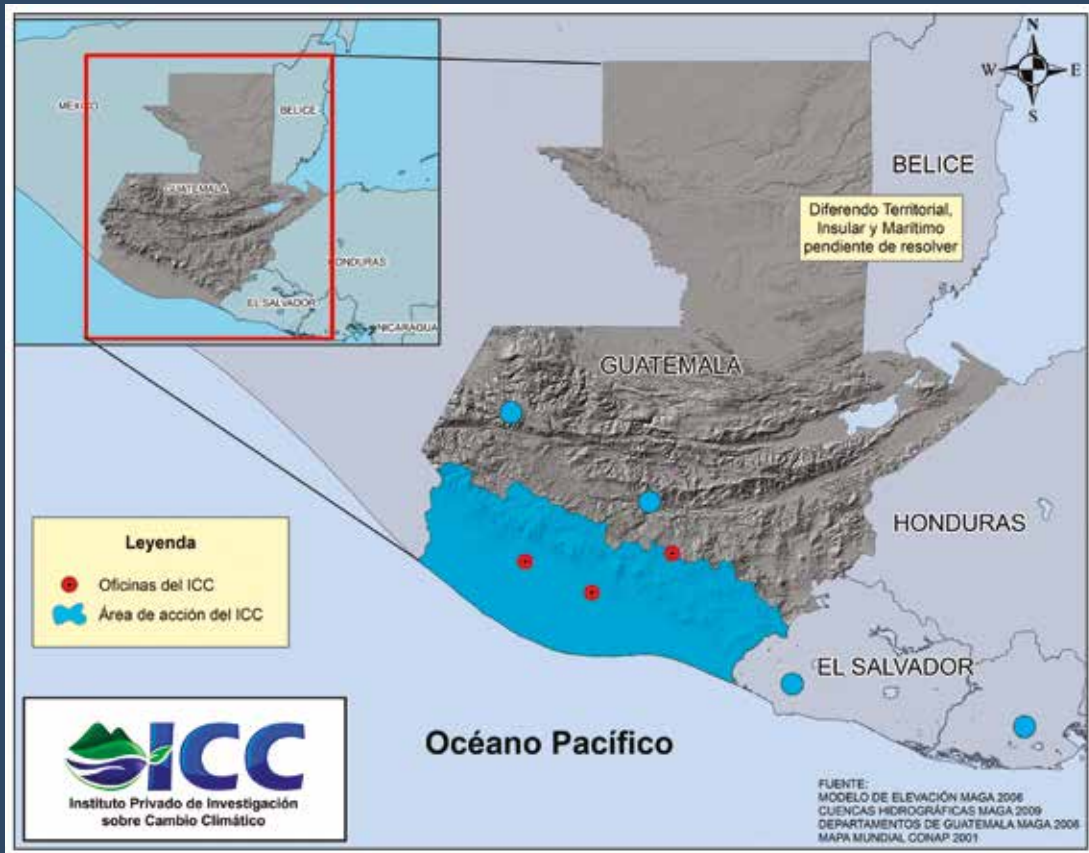 MÉXICO
BELICE
GUATEMALA
HONDURAS
EL SALVADOR
NICARAGUA
N
W
E
S
BELICE
Diferendo Territorial,
Insular y Marítimo
pendiente de resolver
GUATEMALA
HONDURAS
Leyenda
Oficinas del ICC
Área de acción del ICC
EL SALVADOR
Océano Pacífico
ICC
Instituto Privado de Investigación
sobre Cambio Climático
FUENTE:
MODELO DE ELEVACIÓN MAGA 2006
CUENCAS HIDROGRÁFICAS MAGA 2009
DEPARTAMENTOS DE GUATEMALA MAGA 2006
MAPA MUNDIAL CONAP 2001